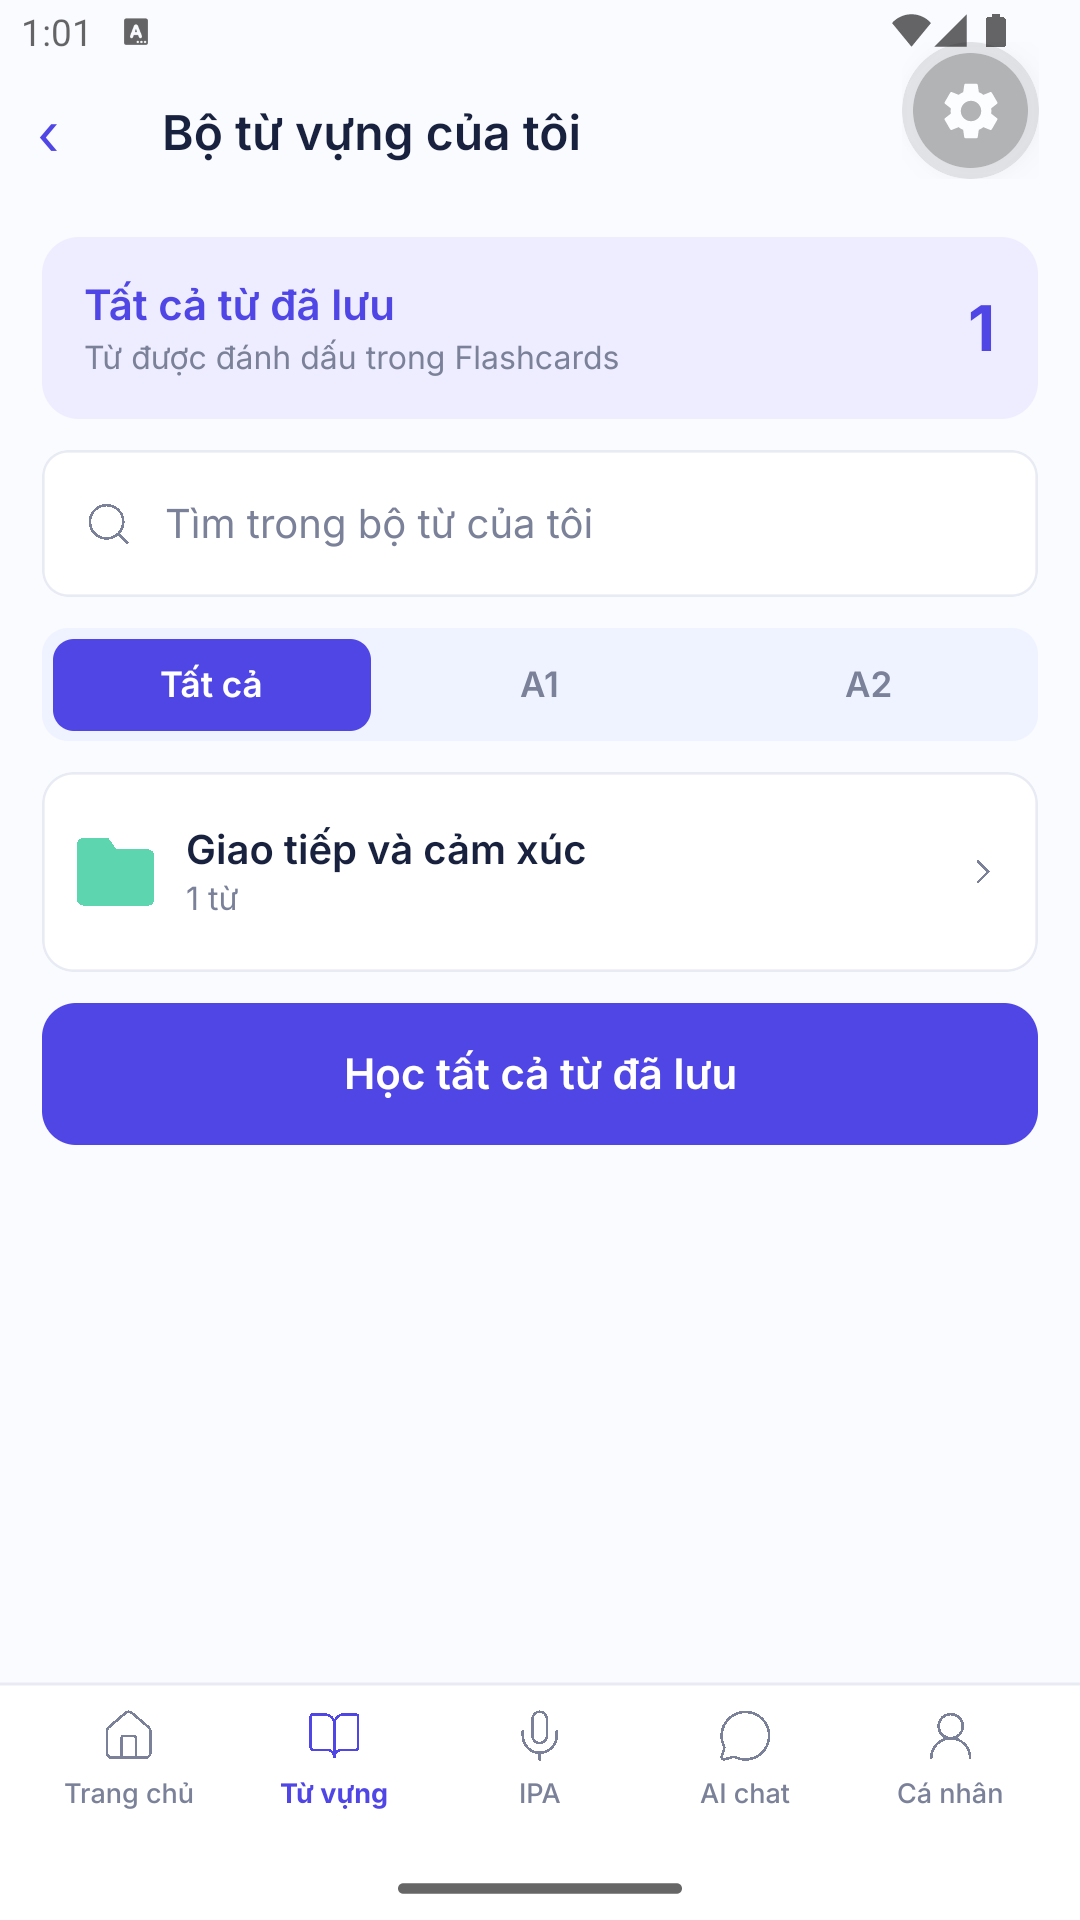 1:01
A
Bộ từ vựng của tôi
Tất cả từ đã lưu
1
Từ được đánh dấu trong Flashcards
Tìm trong bộ từ của tôi
Tất cả
A1
A2
Giao tiếp và cảm xúc
1 từ
Học tất cả từ đã lưu
Trang chủ
Từ vựng
IPA
AI chat
Cá nhân